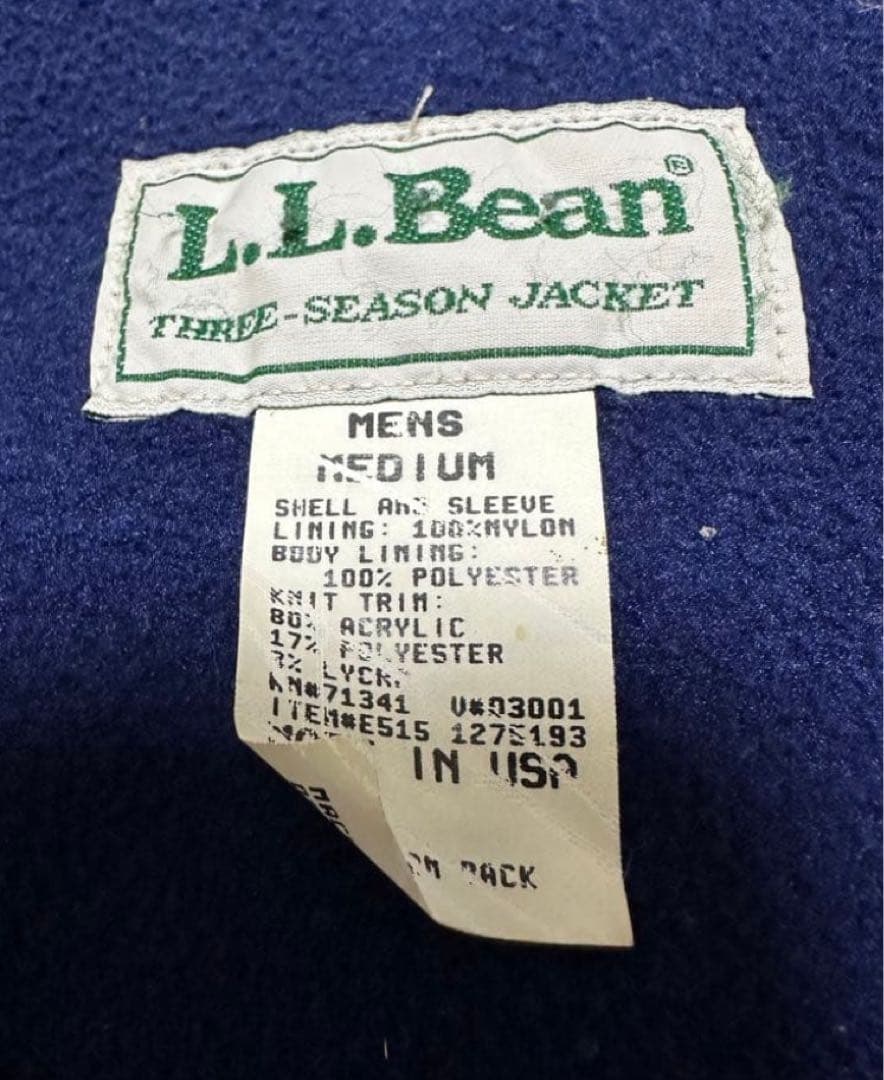 L.L.Bean®
THREE-SEASON JACKET
MENS
MEDIUM
SHELL AND SLEEVE
LINING: 100%NYLON
BODY LINING:
100% POLYESTER
KNIT TRIM:
80% ACRYLIC
17% POLYESTER
3% LYCRA
RN#71341 V#03001
ITEM#E515 1275193
IN USA